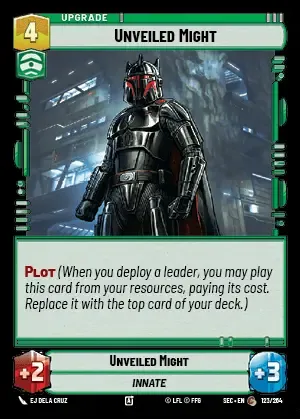 UPGRADE
4
UNVEILED MIGHT
PLOT (When you deploy a leader, you may play
this card from your resources, paying its cost.
Replace it with the top card of your deck.)
UNVEILED MIGHT
+2
INNATE
+3
EJ DELA CRUZ
© LFL © FFG
SEC • EN
123/264